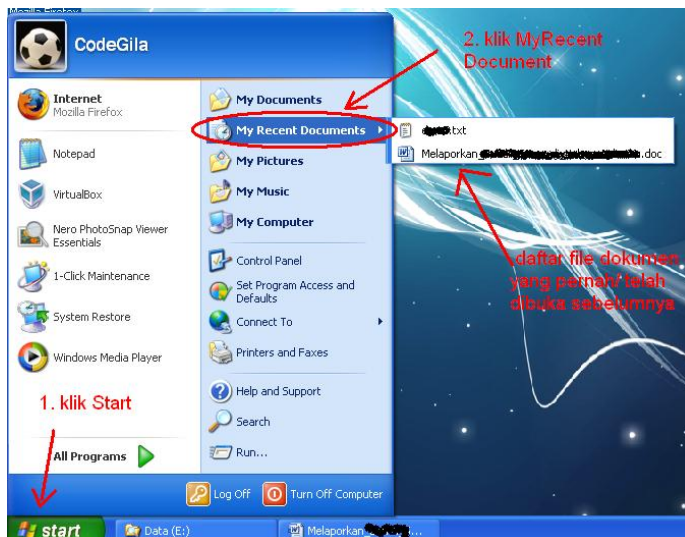 Mozilla Firefox
CodeGila
2. klik MyRecent
Document
Internet
Mozilla Firefox
Notepad
VirtualBox
Nero PhotoSnap Viewer
Essentials
1-Click Maintenance
System Restore
Windows Media Player
1. klik Start
All Programs
My Documents
My Recent Documents
My Pictures
My Music
My Computer
Control Panel
Set Program Access and
Defaults
Connect To
Printers and Faxes
Help and Support
Search
Run...
.txt
Melaporkan_ .doc
daftar file dokumen
yang pernah/ telah
dibuka sebelumnya
Log Off
Turn Off Computer
start
Data (E:)
Melaporkan_ ...